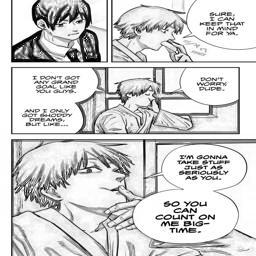 SURE,
I CAN
KEEP THAT
IN MIND
FOR YA.
I DON'T GOT
ANY GRAND
GOAL LIKE
YOU GUYS.
DON'T
WORRY,
DUDE.
AND I ONLY
GOT SHODDY
DREAMS,
BUT LIKE...
I'M GONNA
TAKE STUFF
JUST AS
SERIOUSLY
AS YOU.
SO YOU
CAN COUNT
ON ME BIG-
TIME.